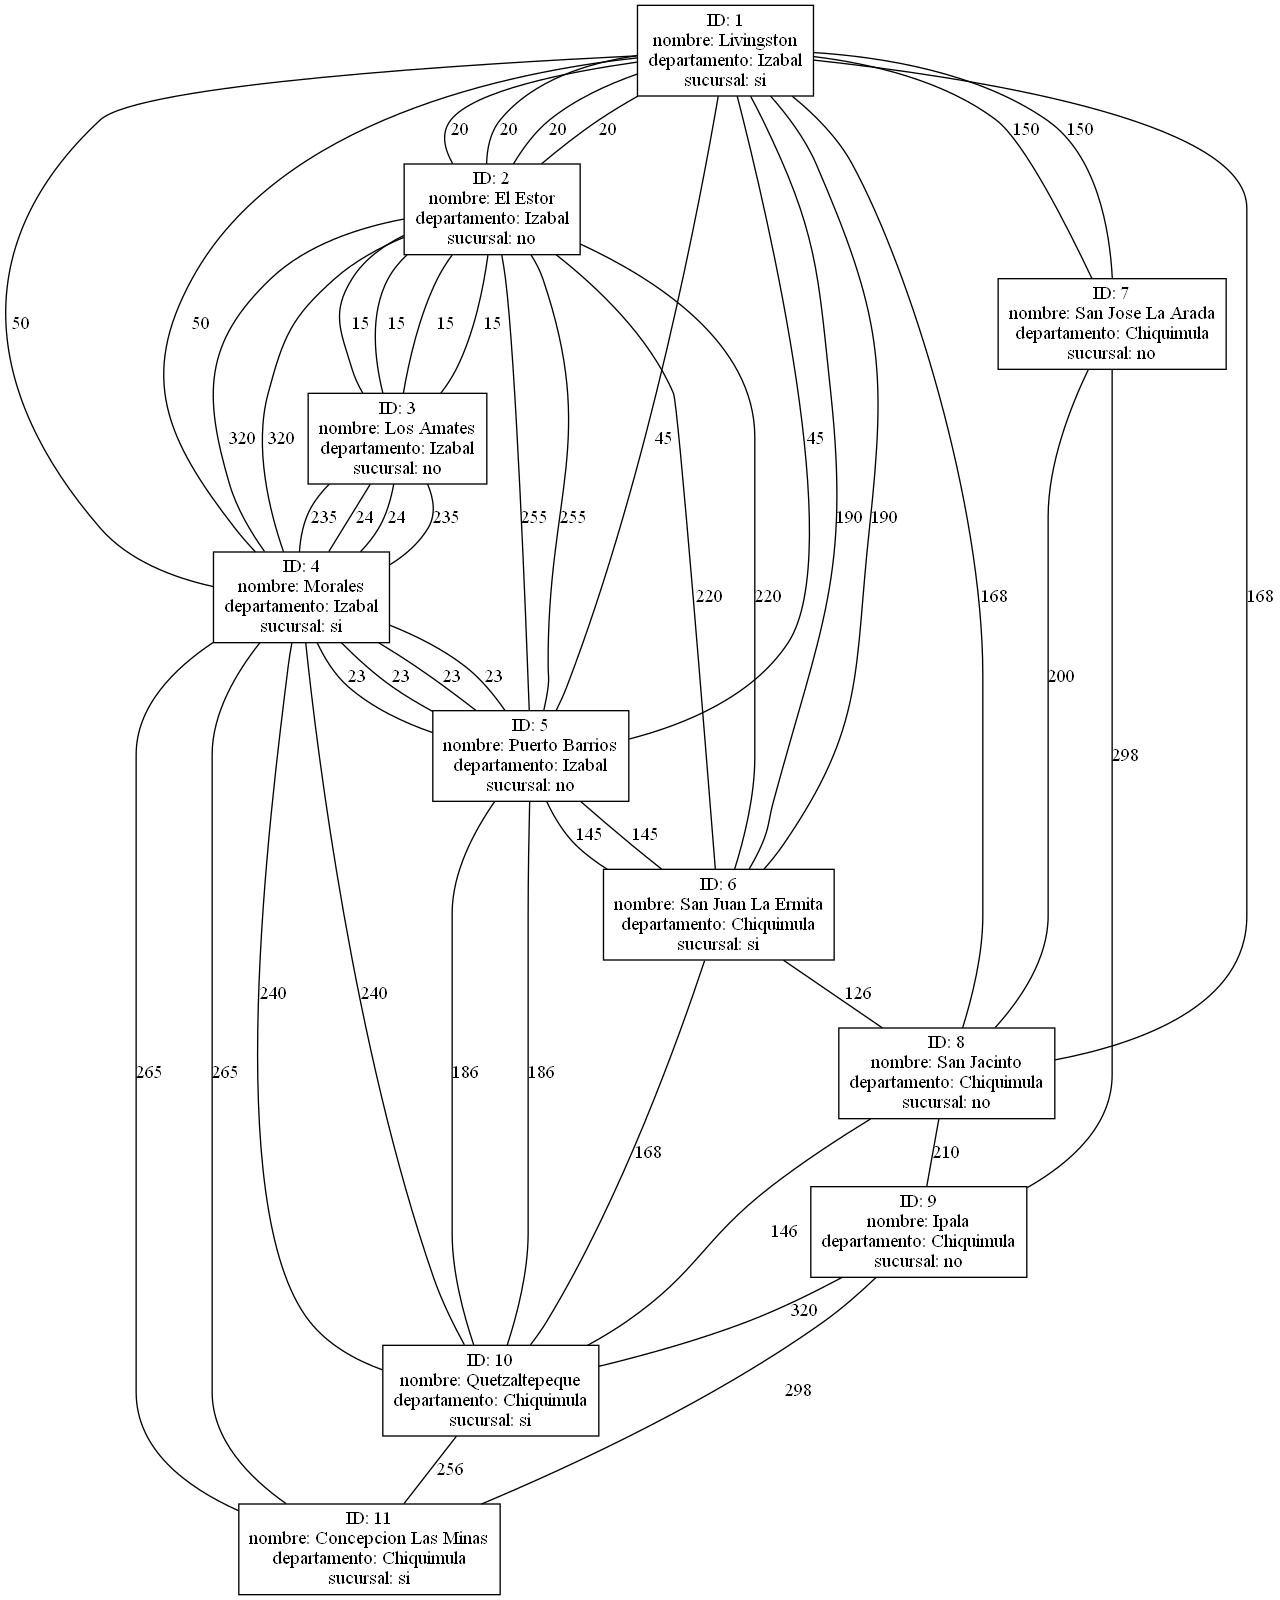 ID: 1
nombre: Livingston
departamento: Izabal
sucursal: si
20
20
20
20
150
150
ID: 2
nombre: El Estor
departamento: Izabal
sucursal: no
ID: 7
nombre: San Jose La Arada
departamento: Chiquimula
sucursal: no
50
50
15
15
15
15
ID: 3
nombre: Los Amates
departamento: Izabal
sucursal: no
320
320
45
45
235
24
24
235
255
255
190
190
ID: 4
nombre: Morales
departamento: Izabal
sucursal: si
220
220
168
168
23
23
23
23
200
ID: 5
nombre: Puerto Barrios
departamento: Izabal
sucursal: no
298
145
145
ID: 6
nombre: San Juan La Ermita
departamento: Chiquimula
sucursal: si
240
240
126
ID: 8
nombre: San Jacinto
departamento: Chiquimula
sucursal: no
265
265
186
186
168
210
ID: 9
nombre: Ipala
departamento: Chiquimula
sucursal: no
146
320
ID: 10
nombre: Quetzaltepeque
departamento: Chiquimula
sucursal: si
298
256
ID: 11
nombre: Concepcion Las Minas
departamento: Chiquimula
sucursal: si